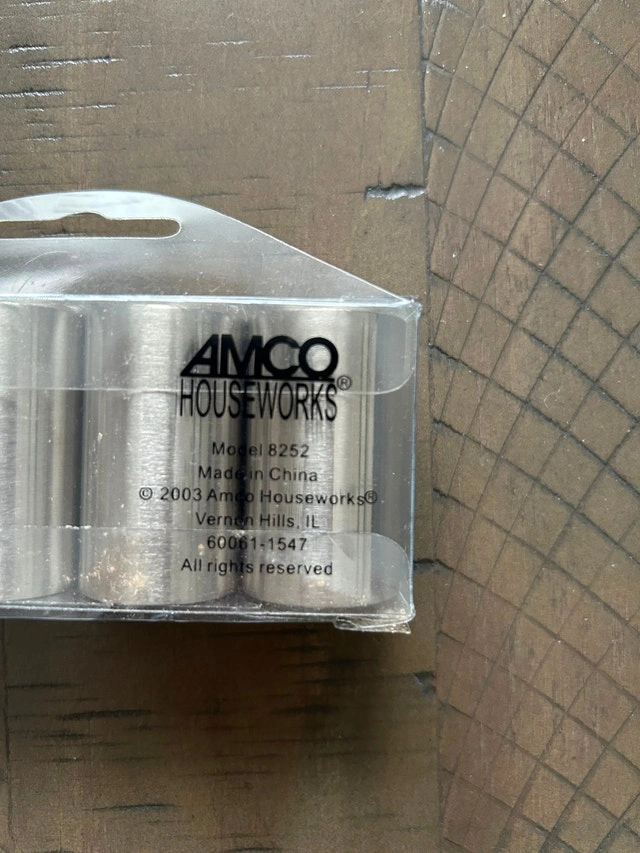 AMCO
HOUSEWORKS®
Model 8252
Made in China
© 2003 Amco Houseworks®
Vernon Hills, IL
60061-1547
All rights reserved